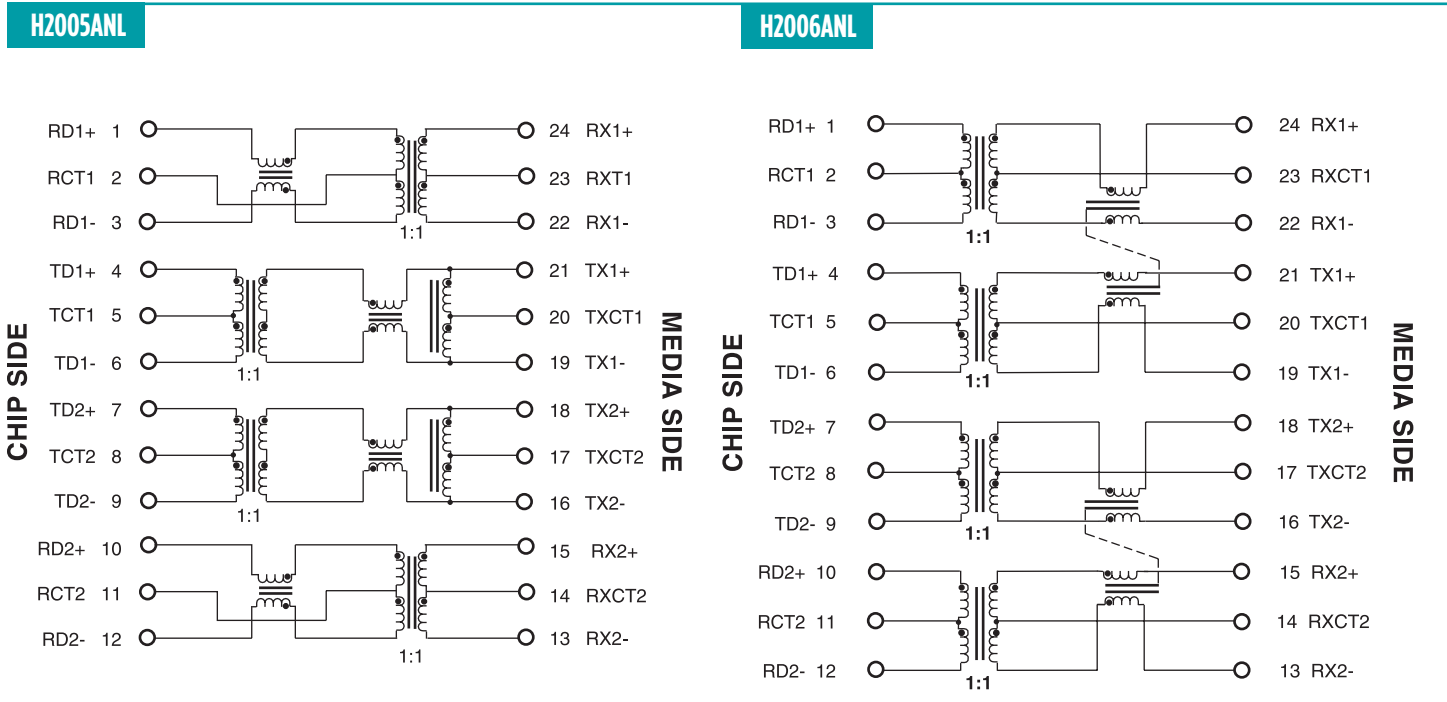 H2005ANL
RD1+ 1
24 RX1+
RCT1 2
23 RXT1
RD1- 3
22 RX1-
1:1
TD1+ 4
21 TX1+
TCT1 5
20 TXCT1
TD1- 6
19 TX1-
1:1
TD2+ 7
18 TX2+
TCT2 8
17 TXCT2
TD2- 9
16 TX2-
1:1
RD2+ 10
15 RX2+
RCT2 11
14 RXCT2
RD2- 12
13 RX2-
1:1
CHIP SIDE
MEDIA SIDE
H2006ANL
RD1+ 1
24 RX1+
RCT1 2
23 RXCT1
RD1- 3
22 RX1-
1:1
TD1+ 4
21 TX1+
TCT1 5
20 TXCT1
TD1- 6
19 TX1-
1:1
TD2+ 7
18 TX2+
TCT2 8
17 TXCT2
TD2- 9
16 TX2-
1:1
RD2+ 10
15 RX2+
RCT2 11
14 RXCT2
RD2- 12
13 RX2-
1:1
CHIP SIDE
MEDIA SIDE